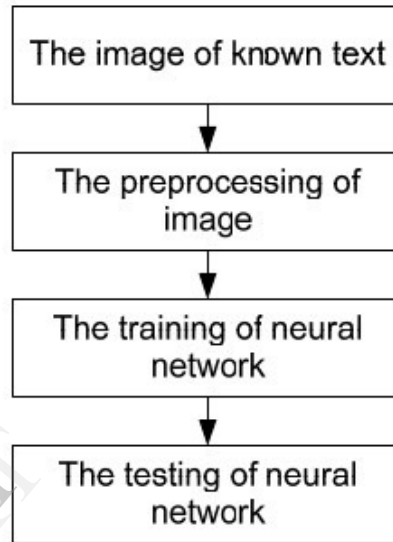 The image of known text
The preprocessing of
image
The training of neural
network
The testing of neural
network